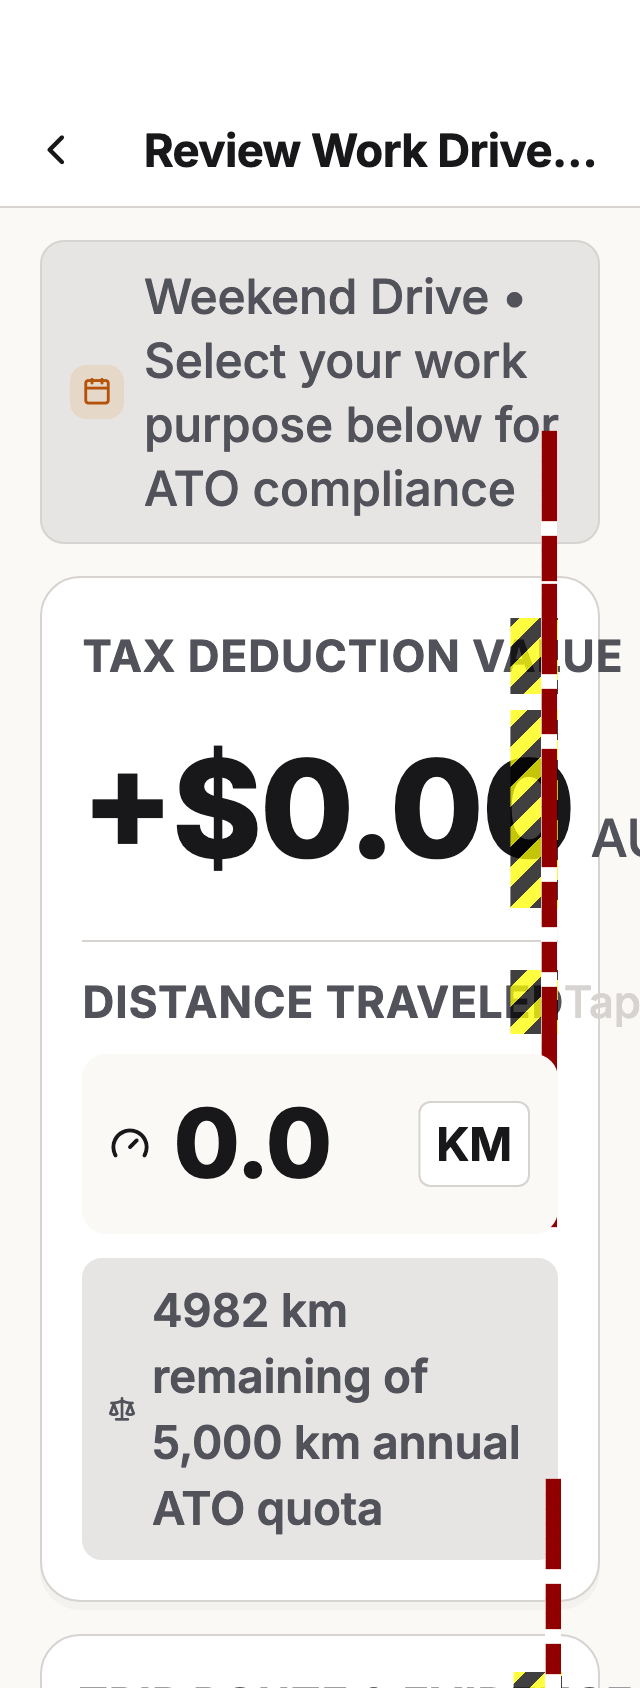 Review Work Drive...
Weekend Drive •
Select your work
purpose below for
ATO compliance
TAX DEDUCTION VALUE
+$0.00
DISTANCE TRAVELED Tap
0.0 KM
4982 km
remaining of
5,000 km annual
ATO quota